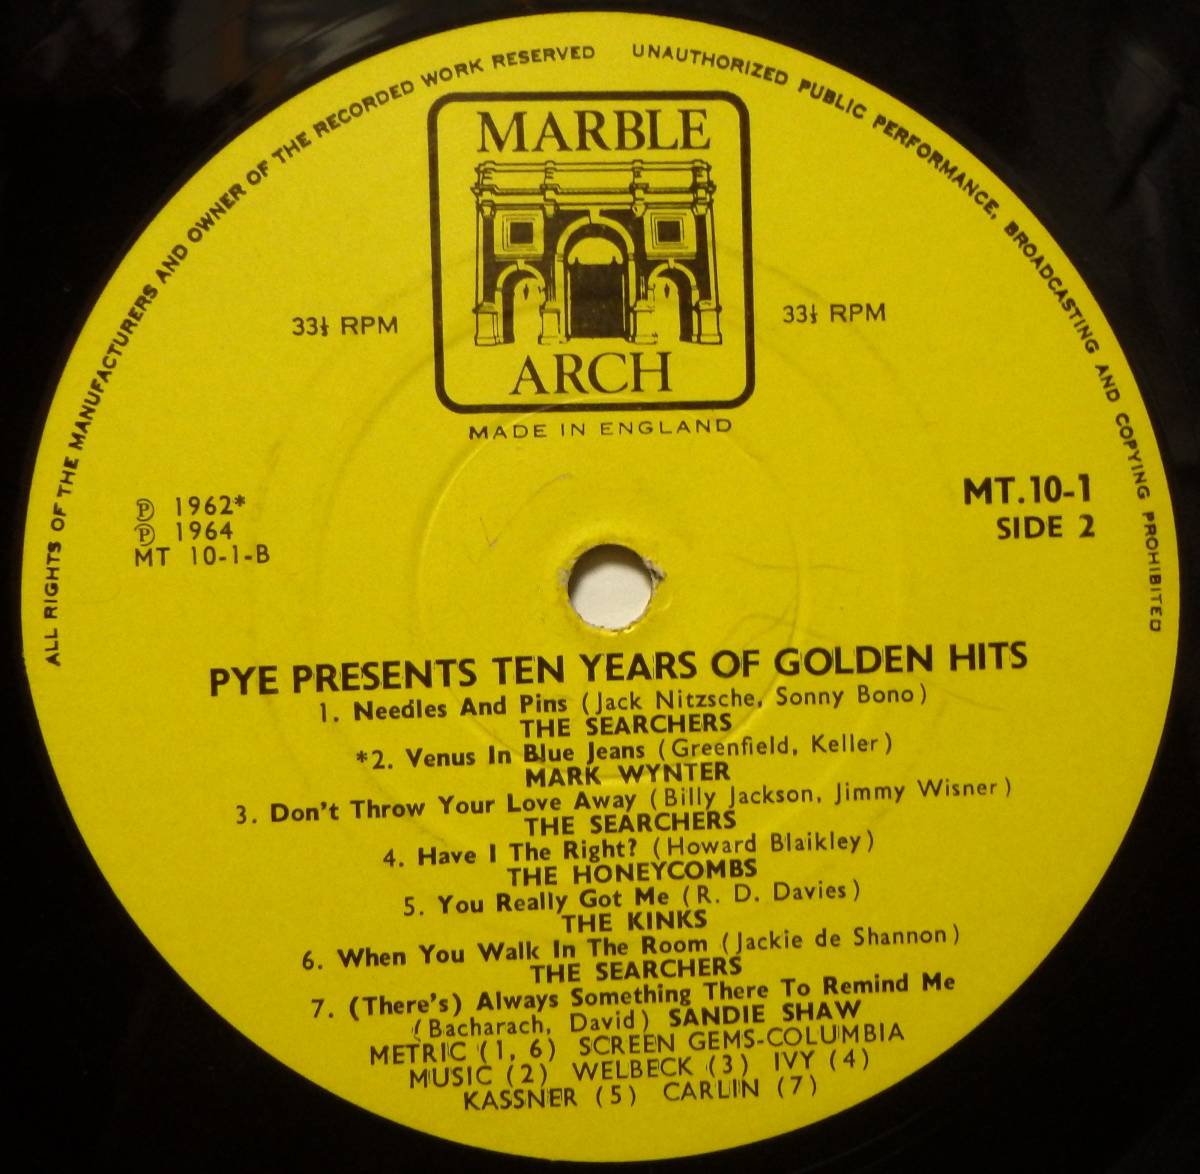 ALL RIGHTS OF THE MANUFACTURERS AND OWNER OF THE RECORDED WORK RESERVED UNAUTHORIZED PUBLIC PERFORMANCE, BROADCASTING AND COPYING PROHIBITED
MARBLE
ARCH
33⅓ RPM
33⅓ RPM
MADE IN ENGLAND
Ⓟ 1962*
Ⓟ 1964
MT 10-1-B
MT.10-1
SIDE 2
PYE PRESENTS TEN YEARS OF GOLDEN HITS
1. Needles And Pins (Jack Nitzsche, Sonny Bono)
THE SEARCHERS
*2. Venus In Blue Jeans (Greenfield, Keller)
MARK WYNTER
3. Don't Throw Your Love Away (Billy Jackson, Jimmy Wisner)
THE SEARCHERS
4. Have I The Right? (Howard Blaikley)
THE HONEYCOMBS
5. You Really Got Me (R. D. Davies)
THE KINKS
6. When You Walk In The Room (Jackie de Shannon)
THE SEARCHERS
7. (There's) Always Something There To Remind Me
(Bacharach, David) SANDIE SHAW
METRIC (1, 6) SCREEN GEMS-COLUMBIA
MUSIC (2) WELBECK (3) IVY (4)
KASSNER (5) CARLIN (7)